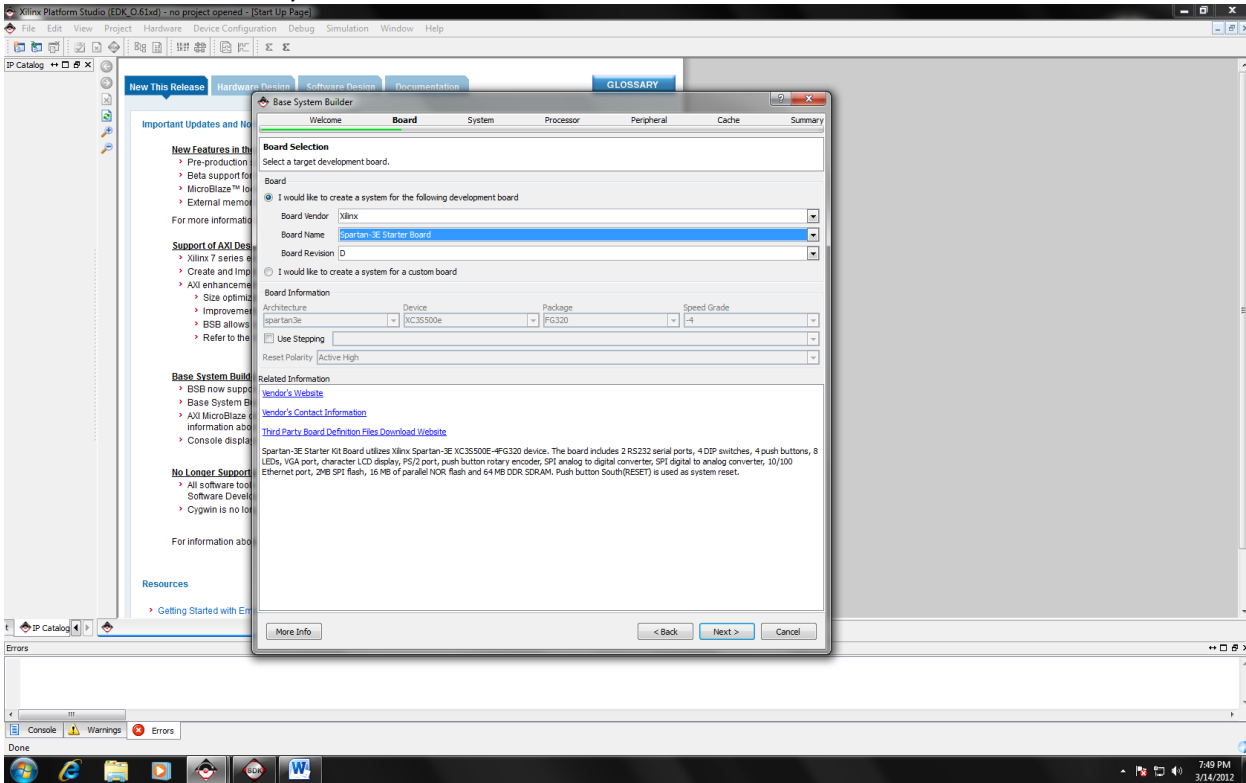 Xilinx Platform Studio (EDK_O.61xd) - no project opened - [Start Up Page]
File Edit View Project Hardware Device Configuration Debug Simulation Window Help
IP Catalog
New This Release Hardware Design Software Design Documentation GLOSSARY
Important Updates and No
New Features in th
Pre-production
Beta support for
MicroBlaze™ lo
External memor
For more informatio
Support of AXI Des
Xilinx 7 series e
Create and Imp
AXI enhanceme
Size optimiz
Improvemen
BSB allows
Refer to the
Base System Build
BSB now suppo
Base System B
AXI MicroBlaze
information abo
Console displa
No Longer Support
All software tool
Software Develo
Cygwin is no lon
For information abo
Resources
Getting Started with Em
Base System Builder
Welcome Board System Processor Peripheral Cache Summary
Board Selection
Select a target development board.
Board
I would like to create a system for the following development board
Board Vendor Xilinx
Board Name Spartan-3E Starter Board
Board Revision D
I would like to create a system for a custom board
Board Information
Architecture Device Package Speed Grade
spartan3e XC3S500e FG320 -4
Use Stepping
Reset Polarity Active High
Related Information
Vendor's Website
Vendor's Contact Information
Third Party Board Definition Files Download Website
Spartan-3E Starter Kit Board utilizes Xilinx Spartan-3E XC3S500E-4FG320 device. The board includes 2 RS232 serial ports, 4 DIP switches, 4 push buttons, 8
LEDs, VGA port, character LCD display, PS/2 port, push button rotary encoder, SPI analog to digital converter, SPI digital to analog converter, 10/100
Ethernet port, 2MB SPI flash, 16 MB of parallel NOR flash and 64 MB DDR SDRAM. Push button South(RESET) is used as system reset.
More Info < Back Next > Cancel
t IP Catalog
Errors
Console Warnings Errors
Done
SDK
7:49 PM
3/14/2012